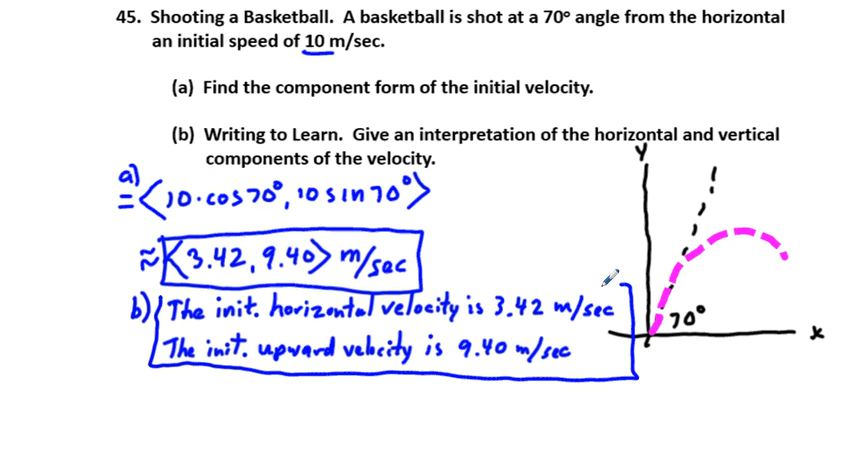 45. Shooting a Basketball. A basketball is shot at a 70° angle from the horizontal
an initial speed of 10 m/sec.
(a) Find the component form of the initial velocity.
(b) Writing to Learn. Give an interpretation of the horizontal and vertical
components of the velocity.
Y
a)
= <10·cos70°, 10 sin 70°>
≈ <3.42, 9.40> m/sec
b) The init. horizontal velocity is 3.42 m/sec
70°
x
The init. upward velocity is 9.40 m/sec